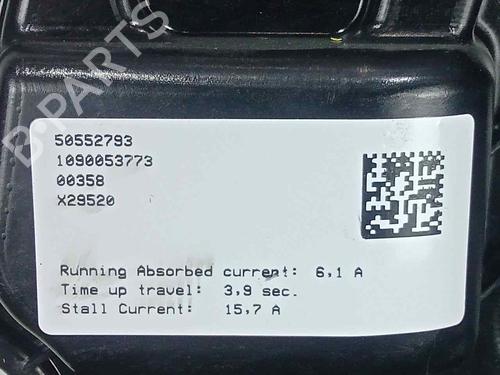 B-PARTS
50552793
1090053773
00358
X29520
Running Absorbed current: 6,1 A
Time up travel: 3,9 sec.
Stall Current: 15,7 A